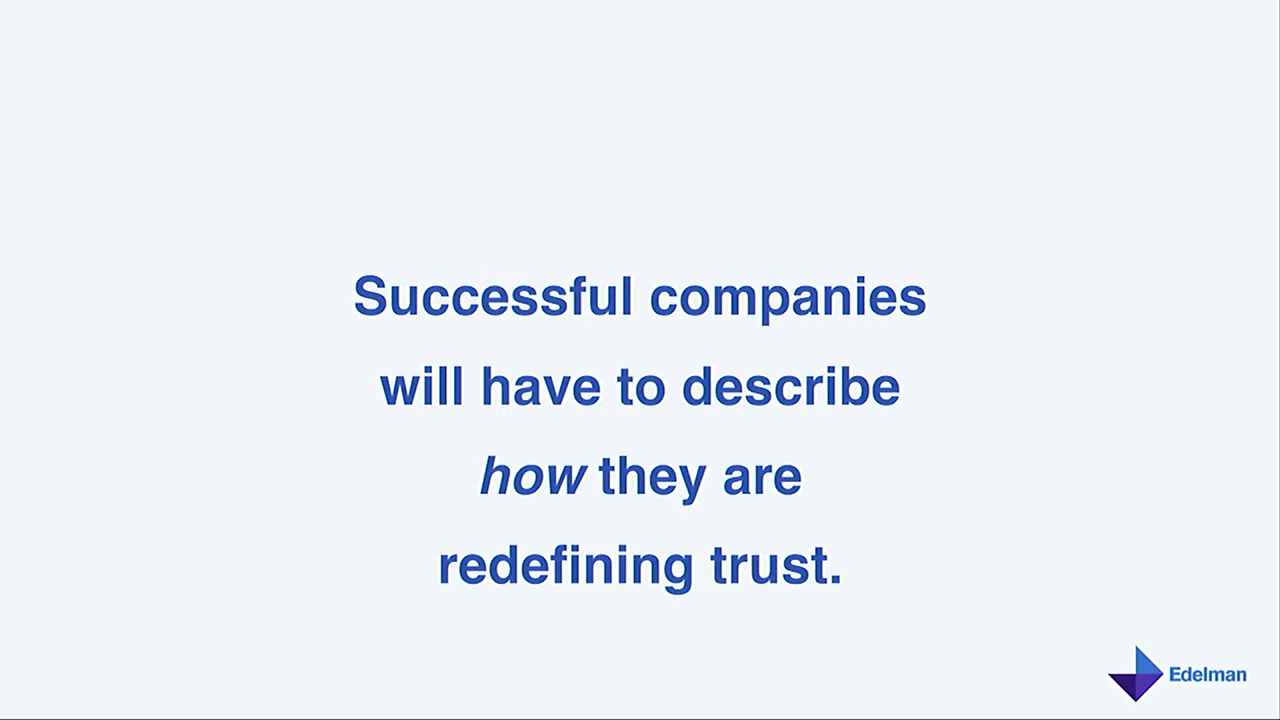 Successful companies
will have to describe
how they are
redefining trust.
Edelman